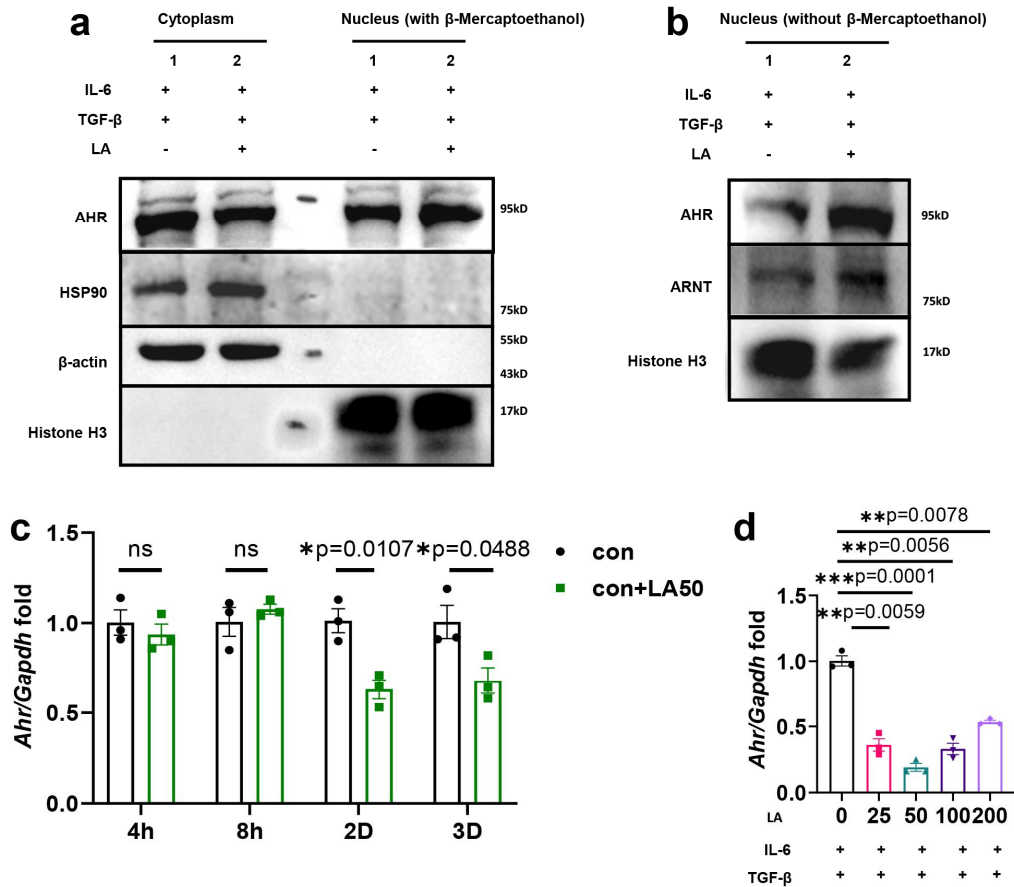 a
Cytoplasm
Nucleus (with β-Mercaptoethanol)
1 2 1 2
IL-6 + + + +
TGF-β + + + +
LA - + - +
AHR 95kD
HSP90 75kD
β-actin 55kD
43kD
Histone H3 17kD
b
Nucleus (without β-Mercaptoethanol)
1 2
IL-6 + +
TGF-β + +
LA - +
AHR 95kD
ARNT 75kD
Histone H3 17kD
c
Ahr/Gapdh fold
1.5
1.0
0.5
0.0
ns ns ∗p=0.0107 ∗p=0.0488
4h 8h 2D 3D
con
con+LA50
d
∗∗p=0.0078
∗∗p=0.0056
∗∗∗p=0.0001
∗∗p=0.0059
Ahr/Gapdh fold
1.5
1.0
0.5
0.0
LA 0 25 50 100 200
IL-6 + + + + +
TGF-β + + + + +